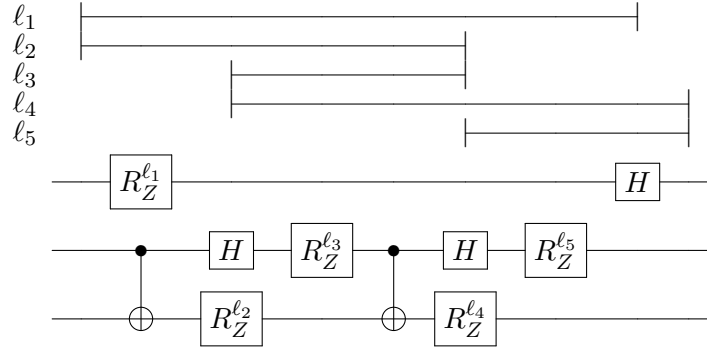 ℓ₁
ℓ₂
ℓ₃
ℓ₄
ℓ₅
R_Z^{ℓ₁} H
H R_Z^{ℓ₃} H R_Z^{ℓ₅}
R_Z^{ℓ₂} R_Z^{ℓ₄}